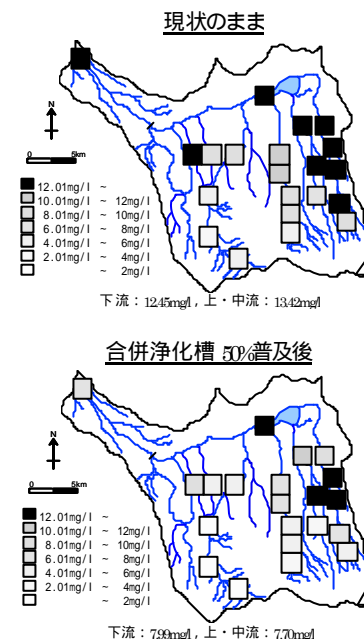 現状のまま
N
0 5km
12.01mg/l ~
10.01mg/l ~ 12mg/l
8.01mg/l ~ 10mg/l
6.01mg/l ~ 8mg/l
4.01mg/l ~ 6mg/l
2.01mg/l ~ 4mg/l
~ 2mg/l
下流：12.45mg/l，上・中流：13.42mg/l
合併浄化槽 50%普及後
N
0 5km
12.01mg/l ~
10.01mg/l ~ 12mg/l
8.01mg/l ~ 10mg/l
6.01mg/l ~ 8mg/l
4.01mg/l ~ 6mg/l
2.01mg/l ~ 4mg/l
~ 2mg/l
下流：7.99mg/l，上・中流：7.70mg/l